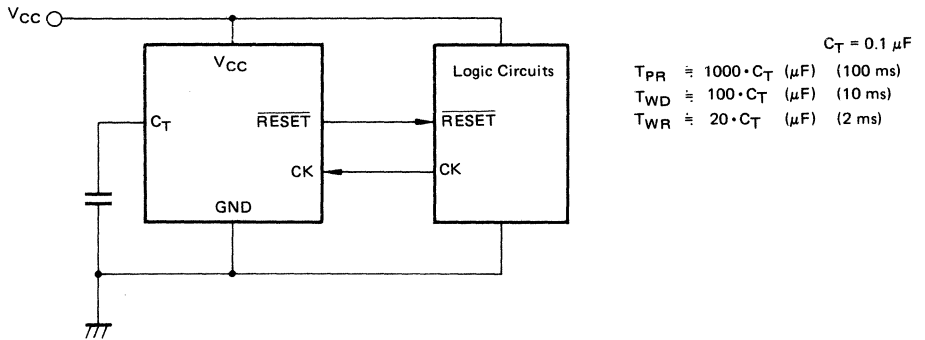 VCC
VCC
CT
RESET
CK
GND
Logic Circuits
RESET
CK
CT = 0.1 μF
TPR ≒ 1000·CT (μF) (100 ms)
TWD ≒ 100·CT (μF) (10 ms)
TWR ≒ 20·CT (μF) (2 ms)